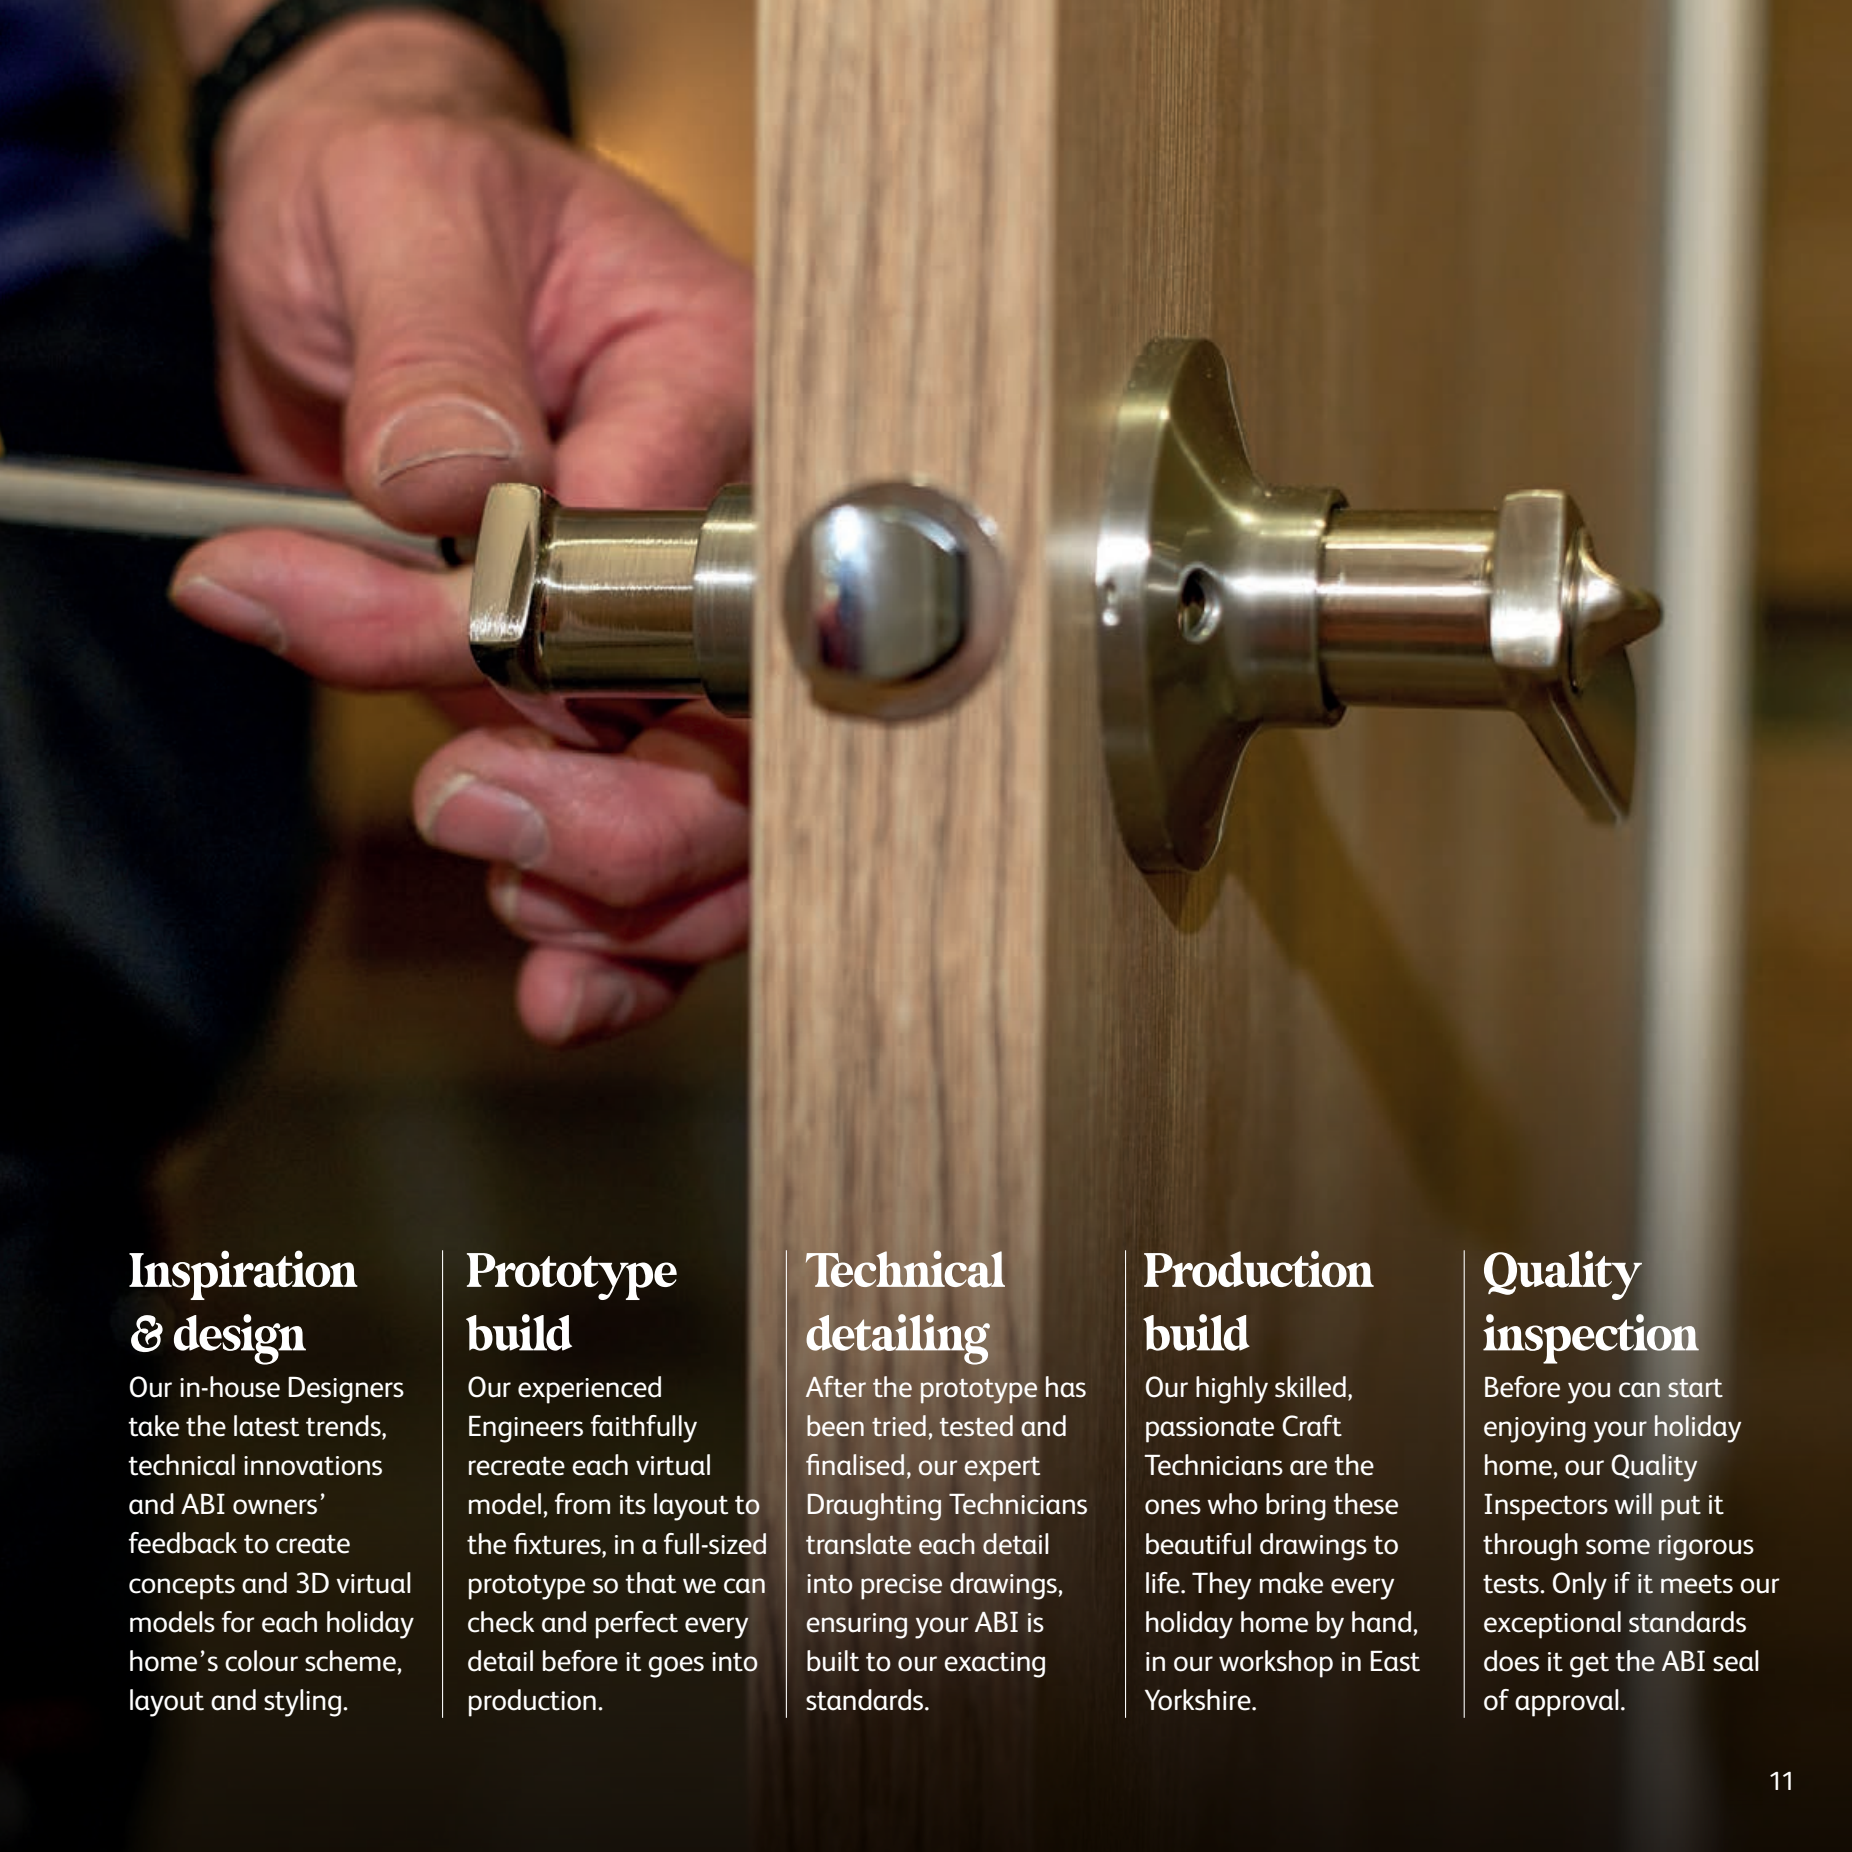 Inspiration
& design
Our in-house Designers
take the latest trends,
technical innovations
and ABI owners’
feedback to create
concepts and 3D virtual
models for each holiday
home’s colour scheme,
layout and styling.
Prototype
build
Our experienced
Engineers faithfully
recreate each virtual
model, from its layout to
the fixtures, in a full-sized
prototype so that we can
check and perfect every
detail before it goes into
production.
Technical
detailing
After the prototype has
been tried, tested and
finalised, our expert
Draughting Technicians
translate each detail
into precise drawings,
ensuring your ABI is
built to our exacting
standards.
Production
build
Our highly skilled,
passionate Craft
Technicians are the
ones who bring these
beautiful drawings to
life. They make every
holiday home by hand,
in our workshop in East
Yorkshire.
Quality
inspection
Before you can start
enjoying your holiday
home, our Quality
Inspectors will put it
through some rigorous
tests. Only if it meets our
exceptional standards
does it get the ABI seal
of approval.
11